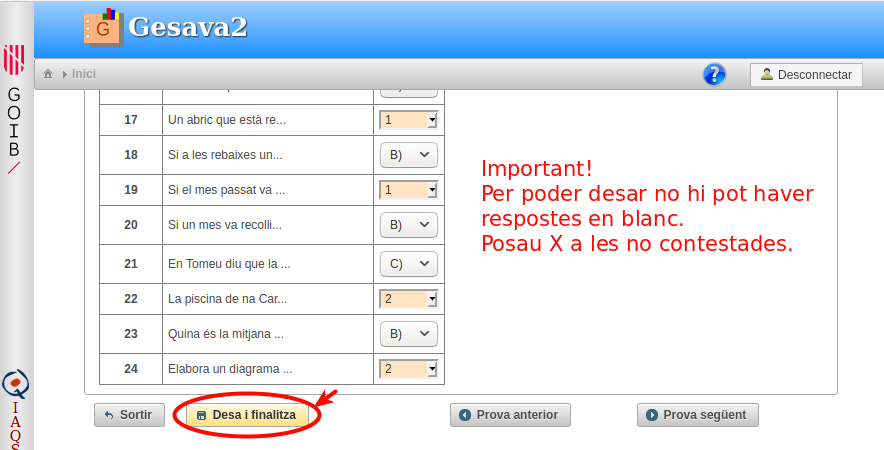 G Gesava2
Inici
Desconnectar
G
O
I
B
17 Un abric que està re... 1
18 Si a les rebaixes un... B)
19 Si el mes passat va ... 1
20 Si un mes va recolli... B)
21 En Tomeu diu que la ... C)
22 La piscina de na Car... 2
23 Quina és la mitjana ... B)
24 Elabora un diagrama ... 2
Important!
Per poder desar no hi pot haver
respostes en blanc.
Posau X a les no contestades.
I
A
Q
S
Sortir
Desa i finalitza
Prova anterior
Prova següent